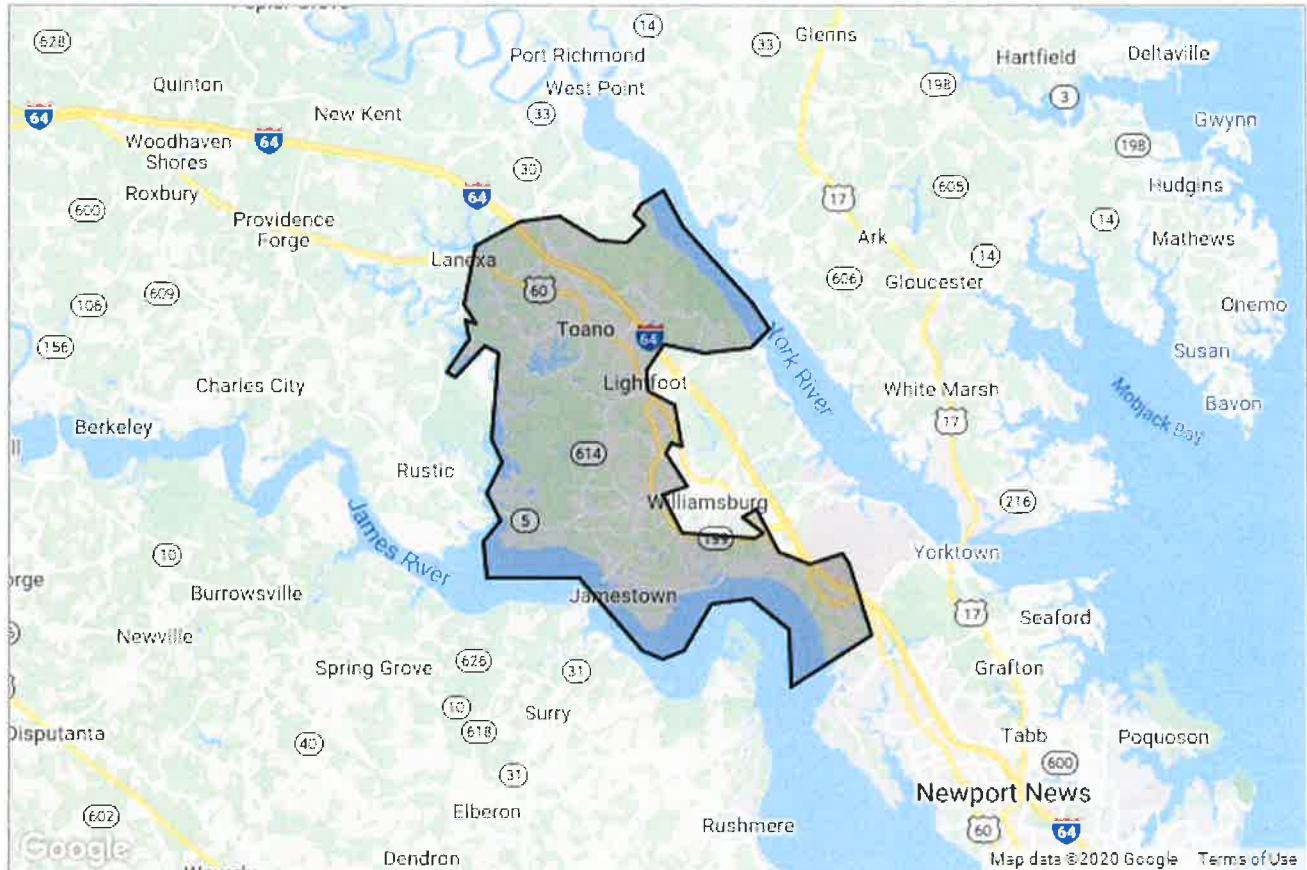 628
14
Glenns
33
Port Richmond
Hartfield
Deltaville
Quinton
West Point
198
3
64
New Kent
33
Gwynn
Woodhaven
Shores
64
198
30
Roxbury
64
17
605
Hudgins
600
Providence
Forge
14
Ark
Mathews
Lanexa
14
606
Gloucester
609
60
106
Onemo
Toano
64
York River
156
Susan
Charles City
Lightfoot
White Marsh
Mobjack Bay
Bavon
Berkeley
17
Rustic
614
216
Williamsburg
5
James River
199
Yorktown
10
Burrowsville
Jamestown
17
Seaford
Newville
Spring Grove
626
31
Grafton
10
Surry
618
Disputanta
40
Tabb
Poquoson
31
600
Newport News
602
Elberon
Rushmere
60
64
Google
Dendron
Map data ©2020 Google
Terms of Use